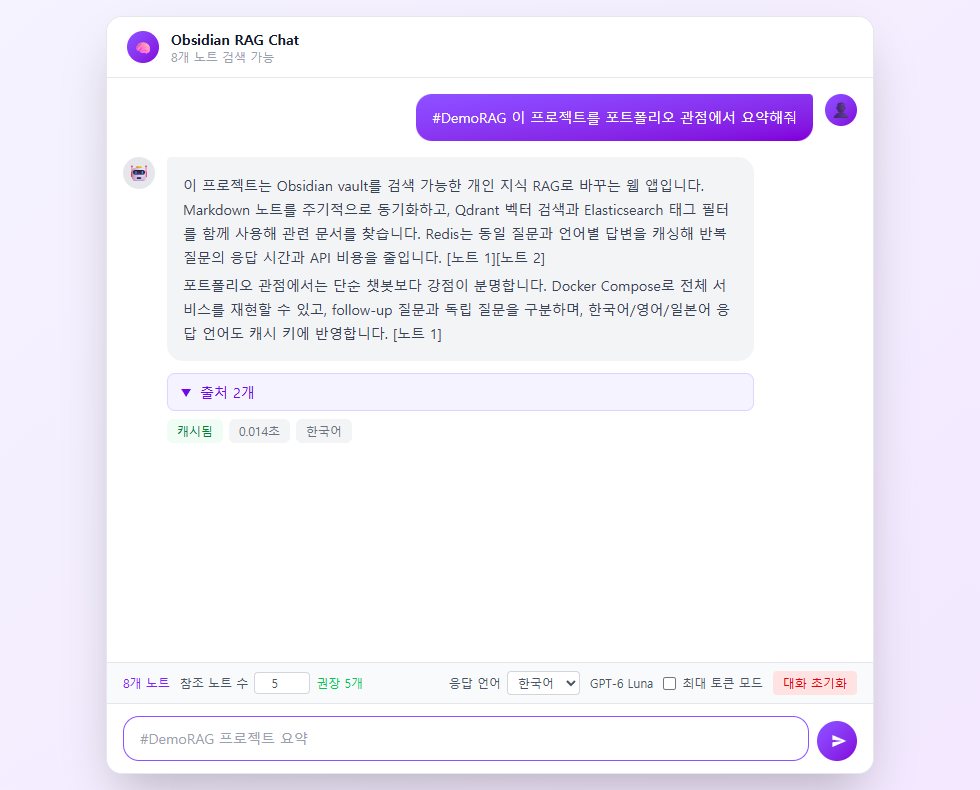 Obsidian RAG Chat
8개 노트 검색 가능
#DemoRAG 이 프로젝트를 포트폴리오 관점에서 요약해줘
이 프로젝트는 Obsidian vault를 검색 가능한 개인 지식 RAG로 바꾸는 웹 앱입니다.
Markdown 노트를 주기적으로 동기화하고, Qdrant 벡터 검색과 Elasticsearch 태그 필터
를 함께 사용해 관련 문서를 찾습니다. Redis는 동일 질문과 언어별 답변을 캐싱해 반복
질문의 응답 시간과 API 비용을 줄입니다. [노트 1][노트 2]
포트폴리오 관점에서는 단순 챗봇보다 강점이 분명합니다. Docker Compose로 전체 서
비스를 재현할 수 있고, follow-up 질문과 독립 질문을 구분하며, 한국어/영어/일본어 응
답 언어도 캐시 키에 반영합니다. [노트 1]
▼ 출처 2개
캐시됨 0.014초 한국어
8개 노트 참조 노트 수 5 권장 5개 응답 언어 한국어 GPT-6 Luna 최대 토큰 모드 대화 초기화
#DemoRAG 프로젝트 요약